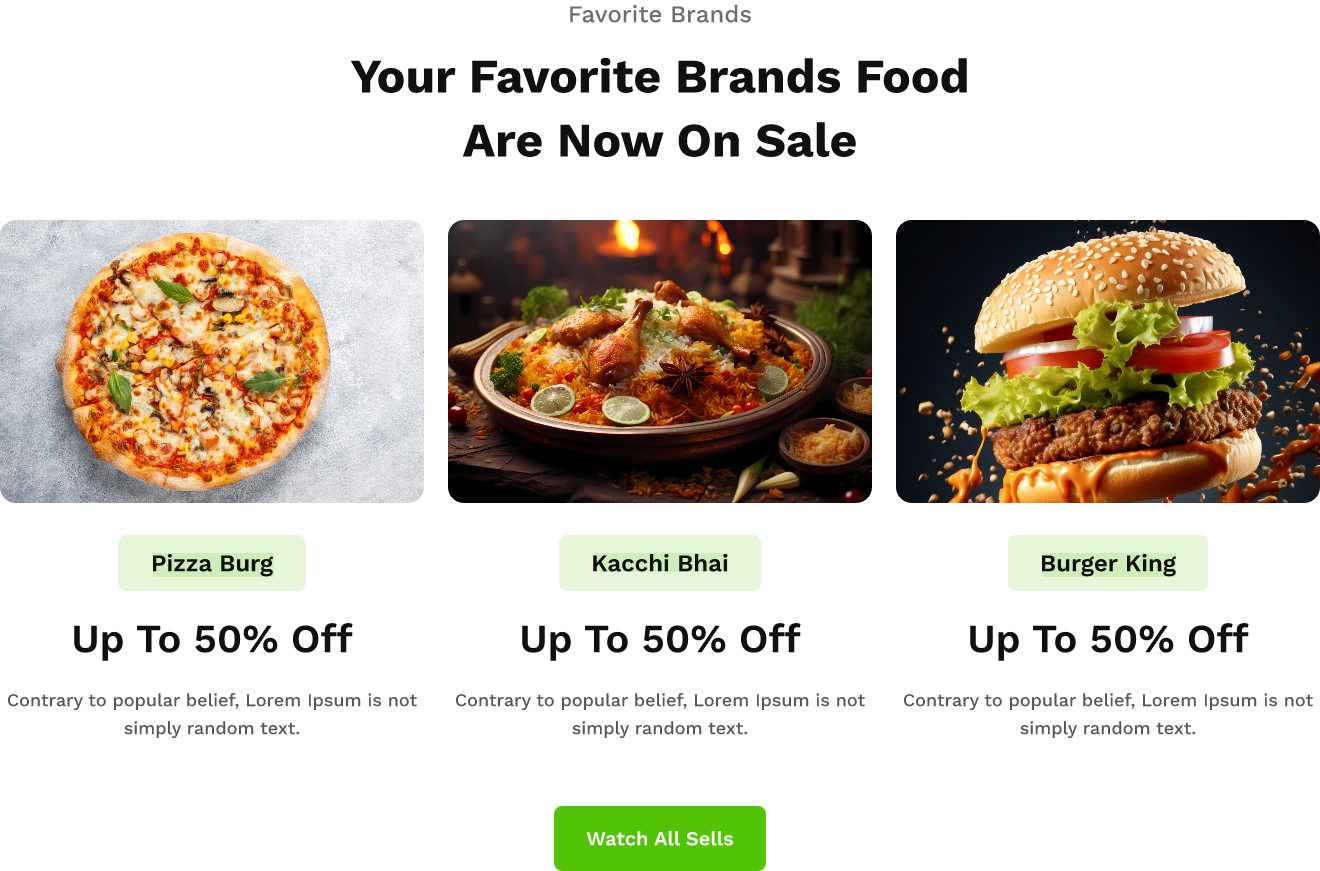 Favorite Brands
Your Favorite Brands Food
Are Now On Sale
Pizza Burg
Up To 50% Off
Contrary to popular belief, Lorem Ipsum is not
simply random text.
Kacchi Bhai
Up To 50% Off
Contrary to popular belief, Lorem Ipsum is not
simply random text.
Burger King
Up To 50% Off
Contrary to popular belief, Lorem Ipsum is not
simply random text.
Watch All Sells